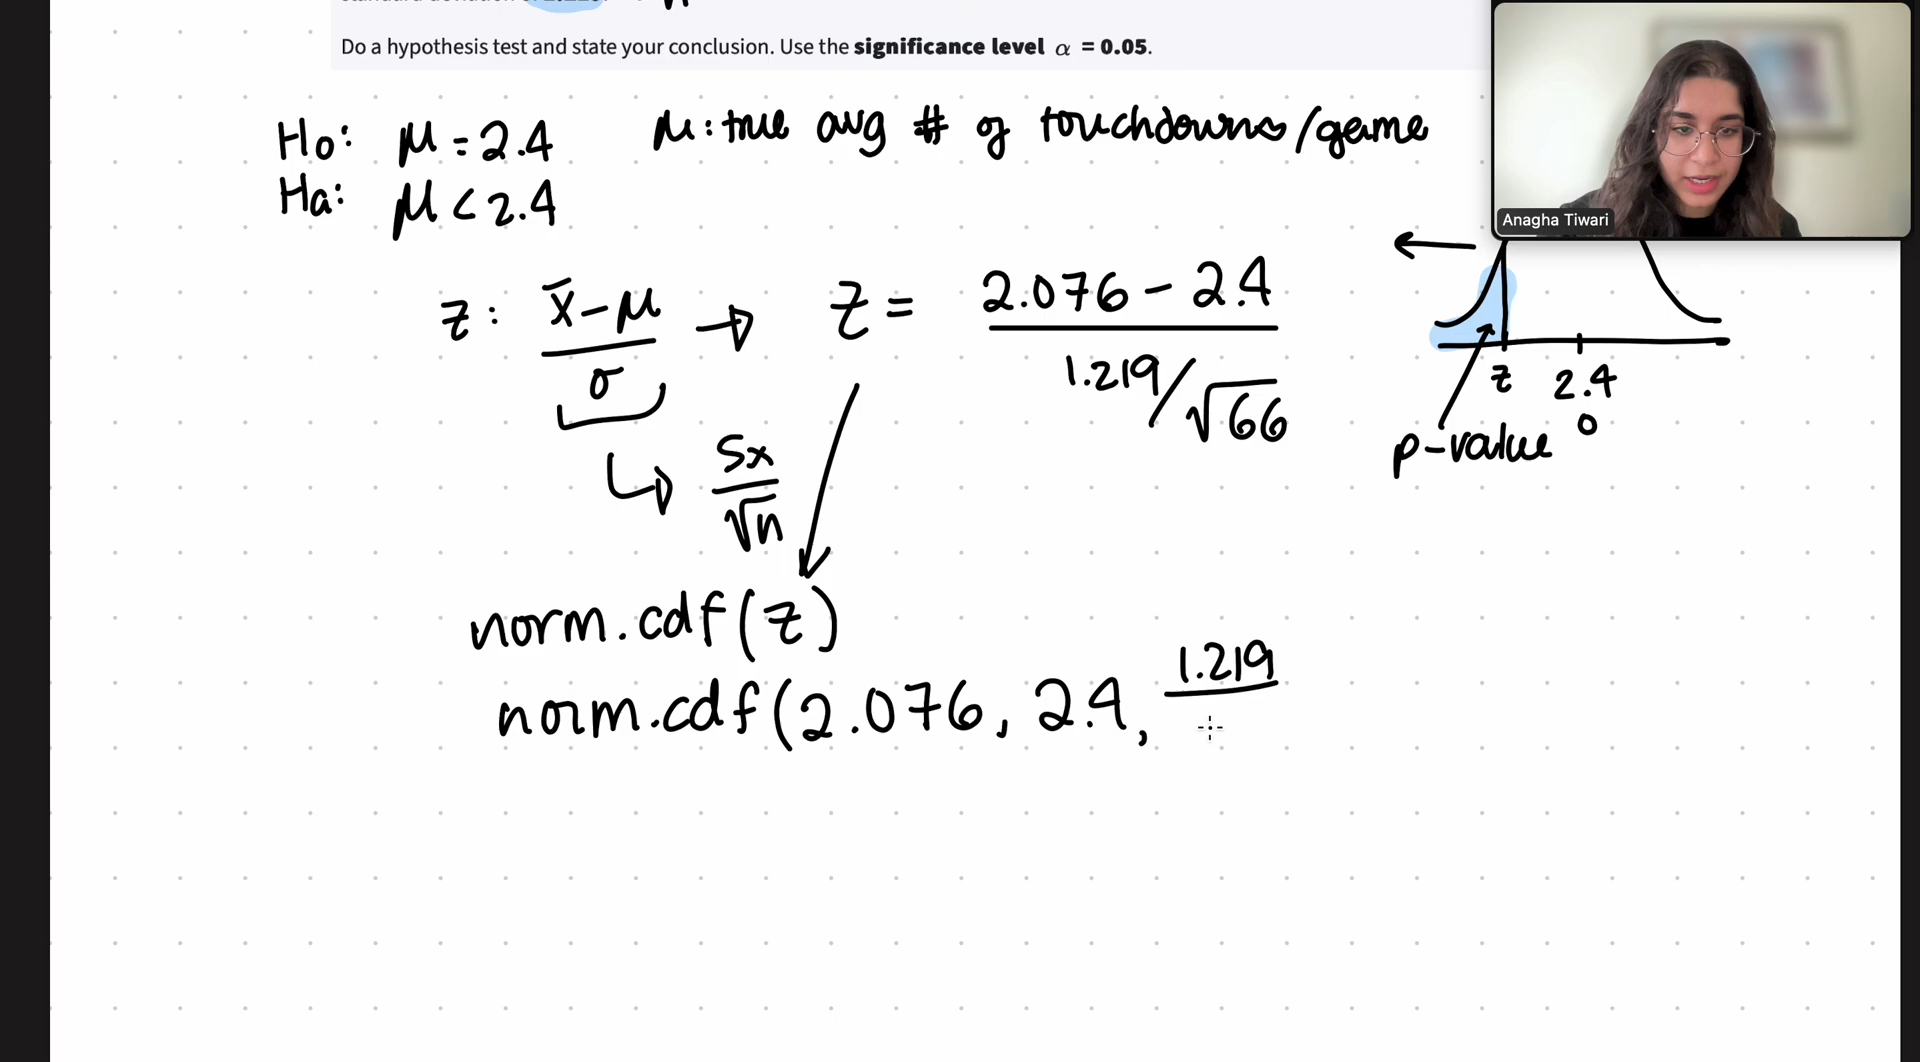 Do a hypothesis test and state your conclusion. Use the significance level α = 0.05.
Ho: μ = 2.4
μ: true avg # of touchdowns/game
Ha: μ < 2.4
Anagha Tiwari
z: x̄ - μ / σ → z = 2.076 - 2.4 / 1.219/√66
↳ Sx / √n
z 2.4
0
p-value
norm.cdf(z)
norm.cdf(2.076, 2.4, 1.219